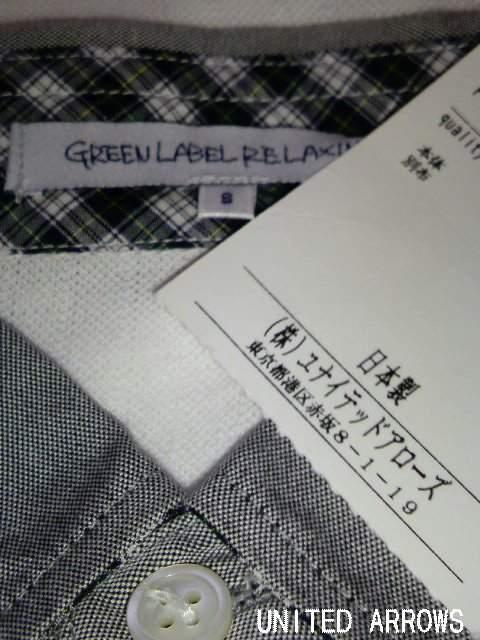 GREEN LABEL RELAXIN
S
quality
本体
別布
日本製
(株)ユナイテッドアローズ
東京都港区赤坂8-1-19
UNITED ARROWS